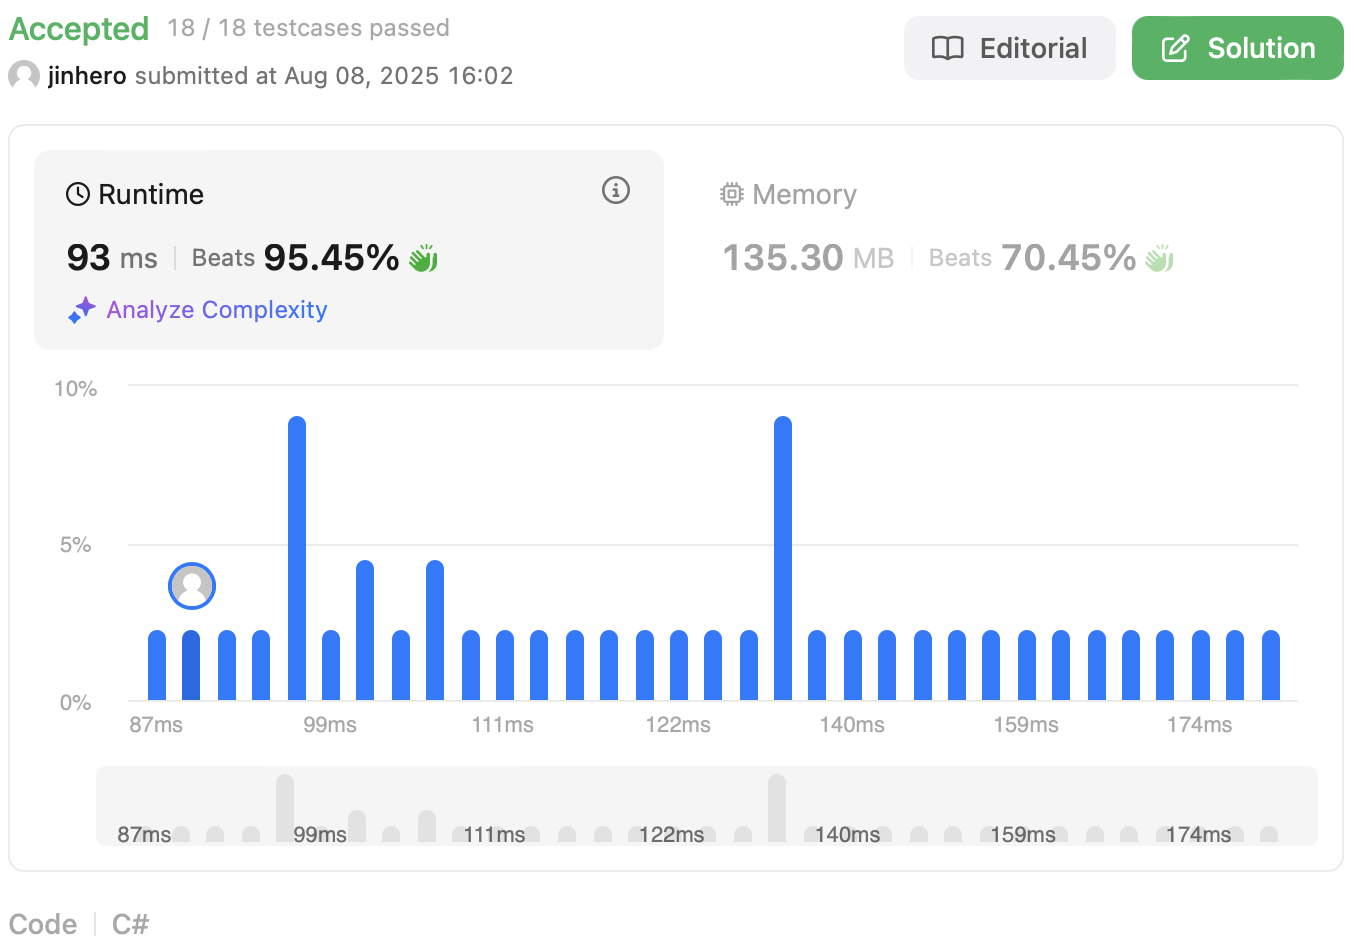 Accepted 18 / 18 testcases passed
Editorial
Solution
jinhero submitted at Aug 08, 2025 16:02
Runtime
93 ms Beats 95.45%
Analyze Complexity
Memory
135.30 MB Beats 70.45%
10%
5%
0%
87ms 99ms 111ms 122ms 140ms 159ms 174ms
87ms 99ms 111ms 122ms 140ms 159ms 174ms
Code C#